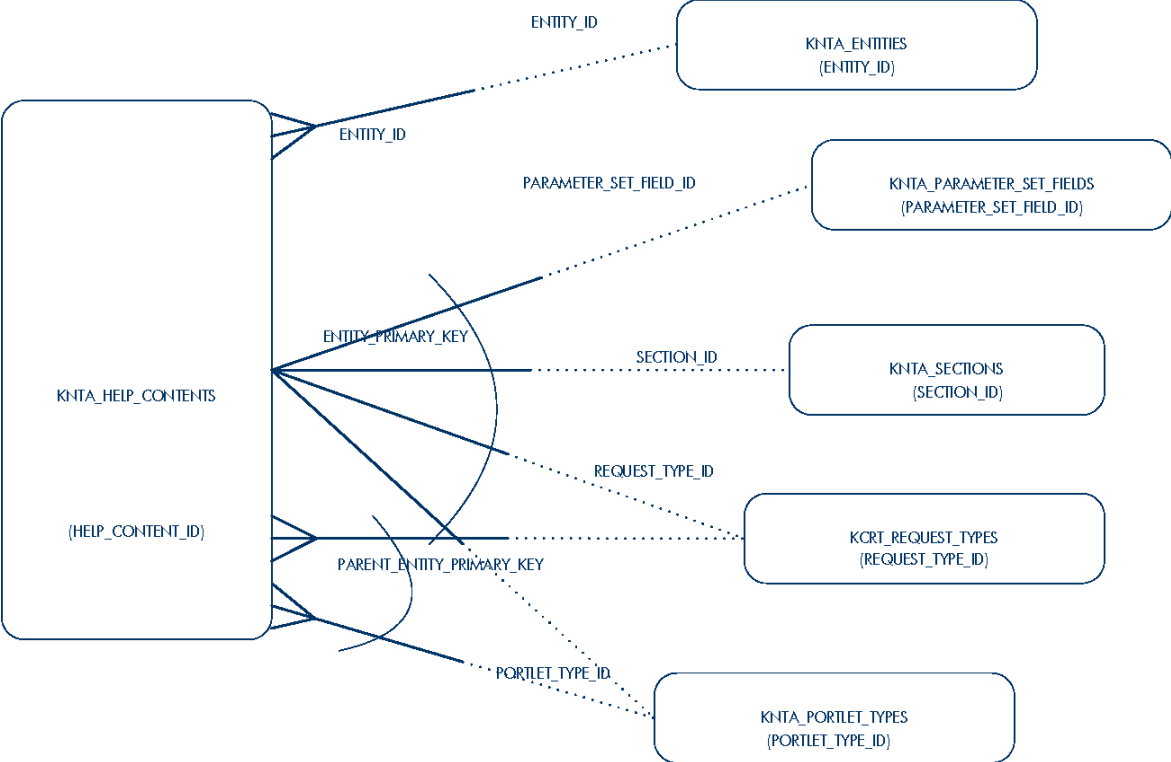 ENTITY_ID
KNTA_ENTITIES
(ENTITY_ID)
ENTITY_ID
PARAMETER_SET_FIELD_ID
KNTA_PARAMETER_SET_FIELDS
(PARAMETER_SET_FIELD_ID)
ENTITY_PRIMARY_KEY
SECTION_ID
KNTA_SECTIONS
(SECTION_ID)
KNTA_HELP_CONTENTS
REQUEST_TYPE_ID
(HELP_CONTENT_ID)
KCRT_REQUEST_TYPES
(REQUEST_TYPE_ID)
PARENT_ENTITY_PRIMARY_KEY
PORTLET_TYPE_ID
KNTA_PORTLET_TYPES
(PORTLET_TYPE_ID)